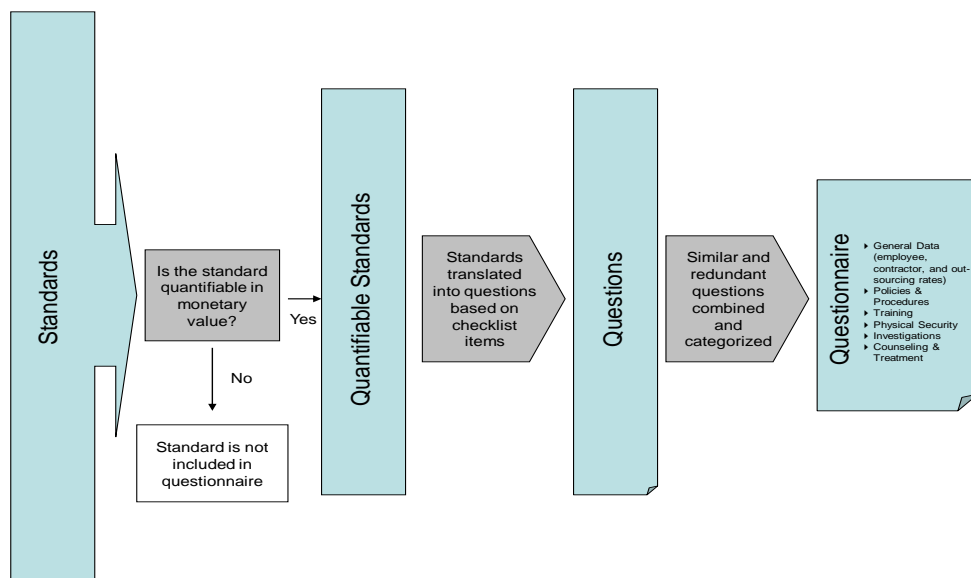 Standards
Is the standard
quantifiable in
monetary
value?
Yes
No
Standard is not
included in
questionnaire
Quantifiable Standards
Standards
translated
into questions
based on
checklist
items
Questions
Similar and
redundant
questions
combined
and
categorized
Questionnaire
General Data
(employee,
contractor, and out-
sourcing rates)
Policies &
Procedures
Training
Physical Security
Investigations
Counseling &
Treatment